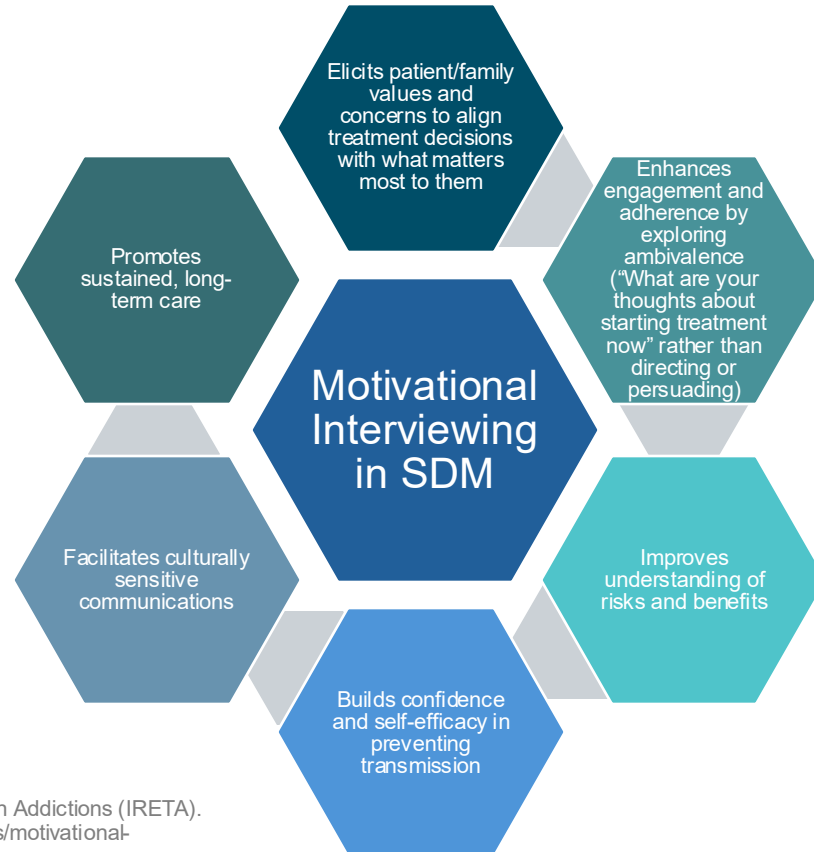 Elicits patient/family
values and
concerns to align
treatment decisions
with what matters
most to them
Enhances
engagement and
adherence by
exploring
ambivalence
(“What are your
thoughts about
starting treatment
now” rather than
directing or
persuading)
Promotes
sustained, long-
term care
Motivational
Interviewing
in SDM
Facilitates culturally
sensitive
communications
Improves
understanding of
risks and benefits
Builds confidence
and self-efficacy in
preventing
transmission
Addictions (IRETA).
s/motivational-